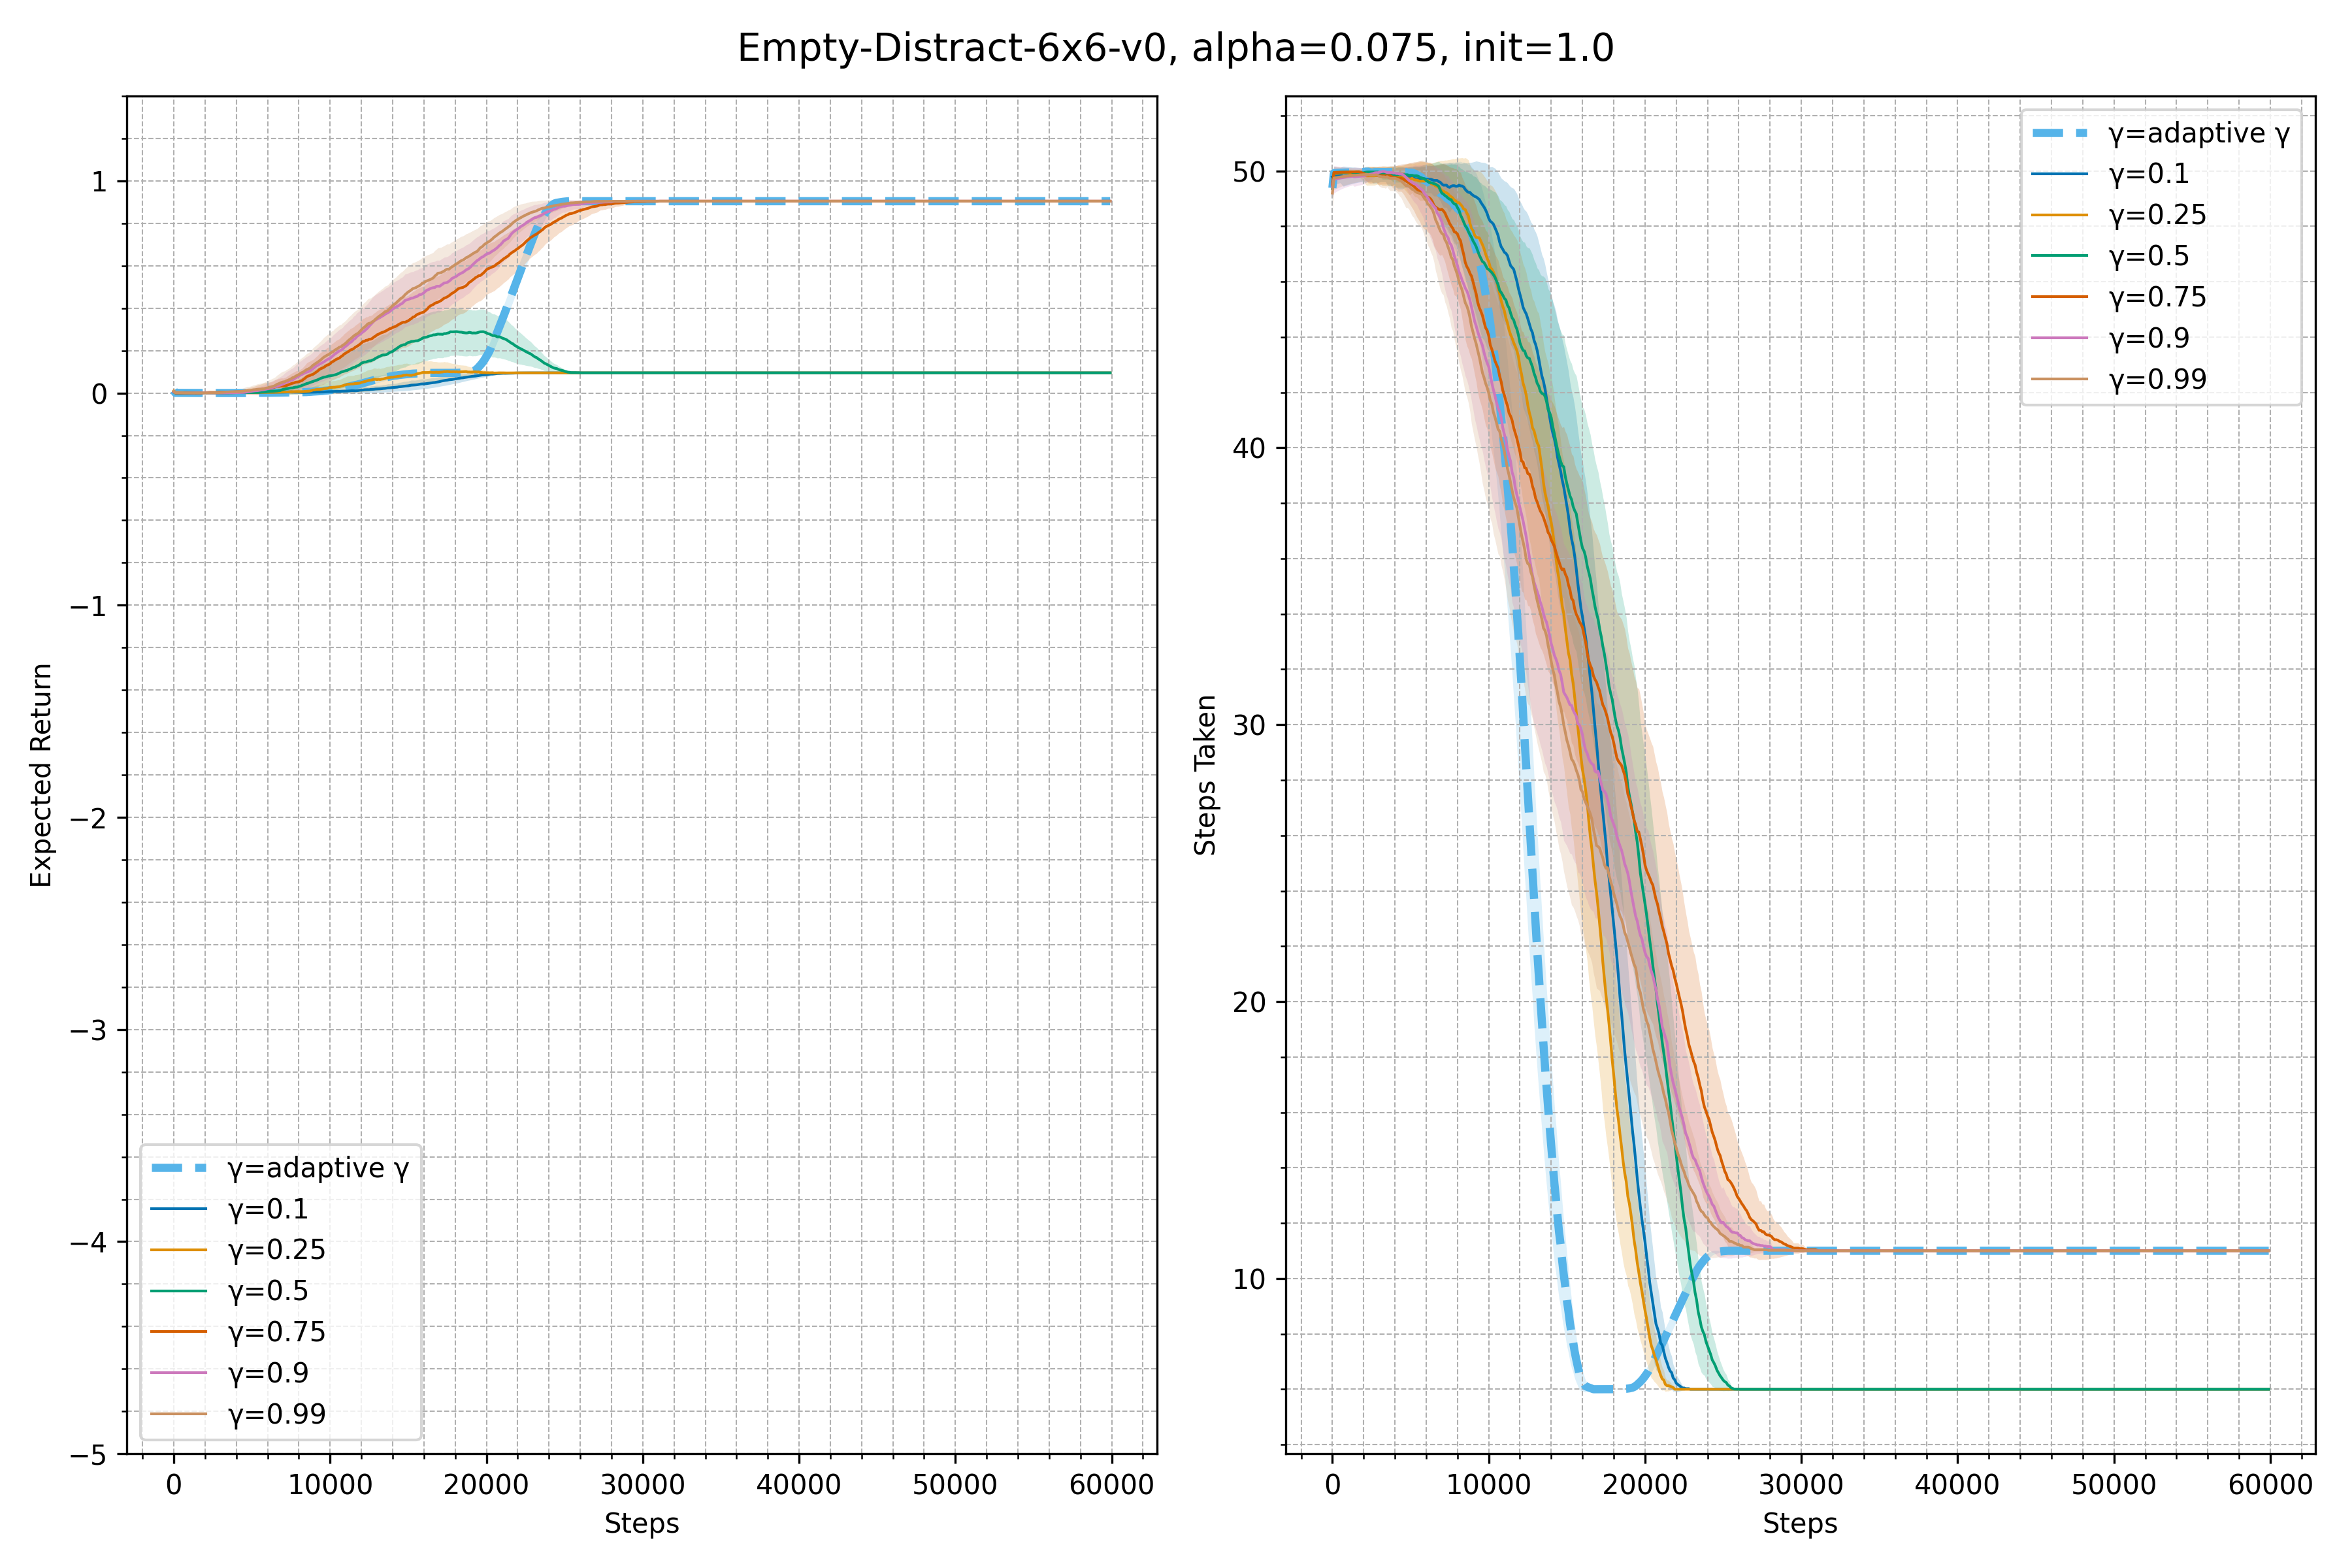 Empty-Distract-6x6-v0, alpha=0.075, init=1.0
Expected Return
1
0
−1
−2
−3
−4
−5
γ=adaptive γ
γ=0.1
γ=0.25
γ=0.5
γ=0.75
γ=0.9
γ=0.99
0 10000 20000 30000 40000 50000 60000
Steps
Steps Taken
50
40
30
20
10
γ=adaptive γ
γ=0.1
γ=0.25
γ=0.5
γ=0.75
γ=0.9
γ=0.99
0 10000 20000 30000 40000 50000 60000
Steps